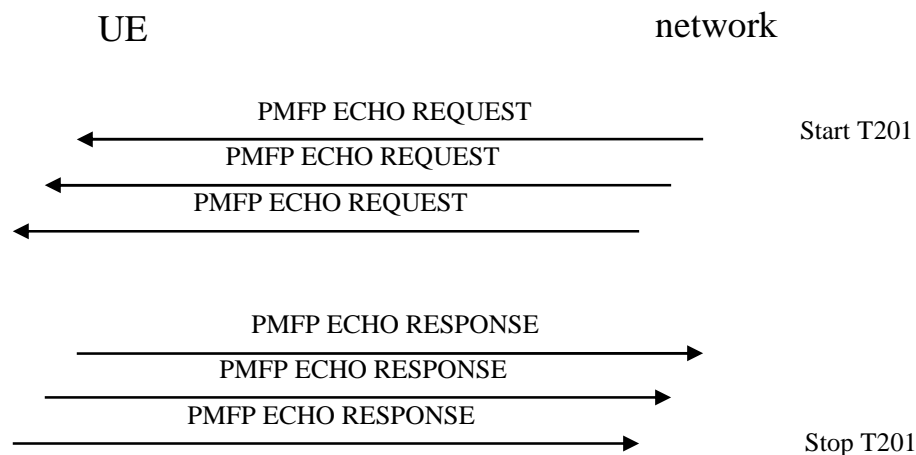 UE
network
PMFP ECHO REQUEST
Start T201
PMFP ECHO REQUEST
PMFP ECHO REQUEST
PMFP ECHO RESPONSE
PMFP ECHO RESPONSE
PMFP ECHO RESPONSE
Stop T201